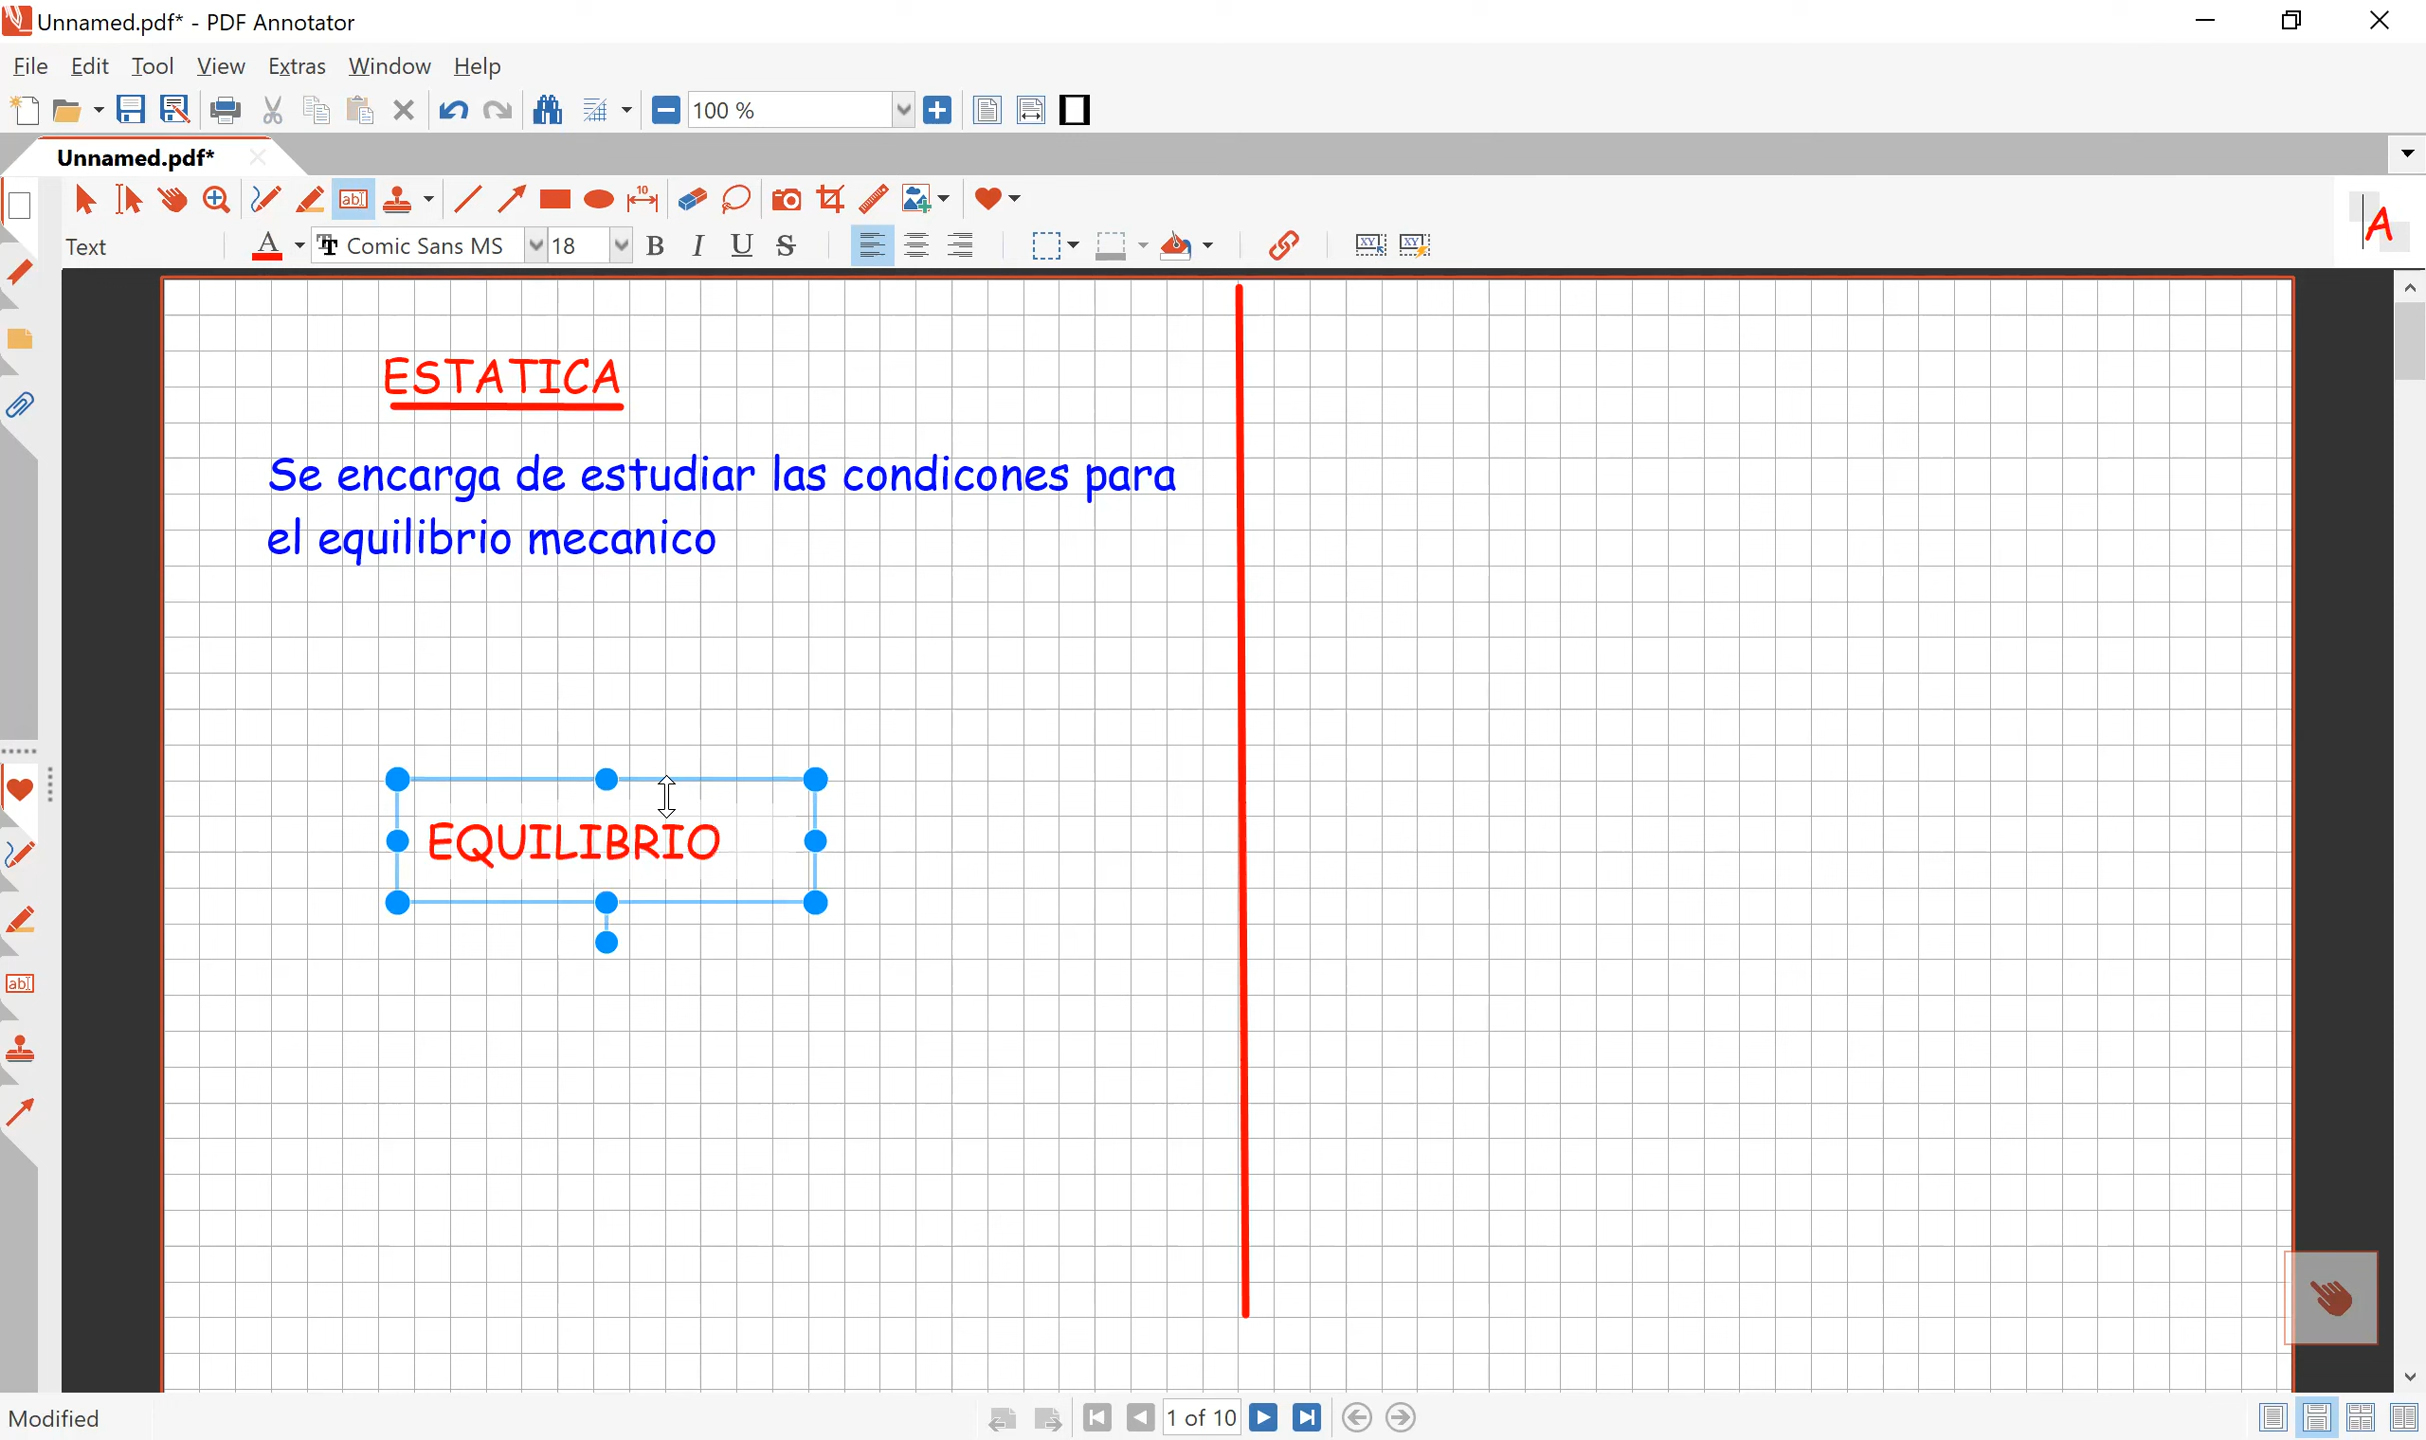 Unnamed.pdf* - PDF Annotator
File Edit Tool View Extras Window Help
100 %
Unnamed.pdf*
Text A Comic Sans MS 18 B I U S
A
ESTATICA
Se encarga de estudiar las condicones para
el equilibrio mecanico
EQUILIBRIO
Modified
1 of 10